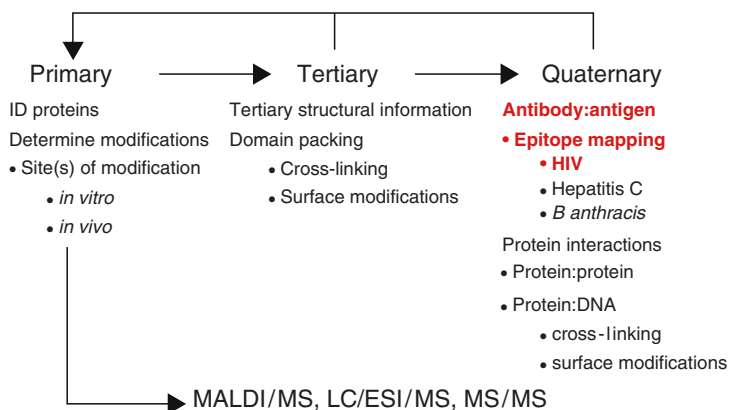 Primary
Tertiary
Quaternary
ID proteins
Determine modifications
• Site(s) of modification
• in vitro
• in vivo
Tertiary structural information
Domain packing
• Cross-linking
• Surface modifications
Antibody:antigen
• Epitope mapping
• HIV
• Hepatitis C
• B anthracis
Protein interactions
• Protein:protein
• Protein:DNA
• cross-linking
• surface modifications
MALDI/MS, LC/ESI/MS, MS/MS